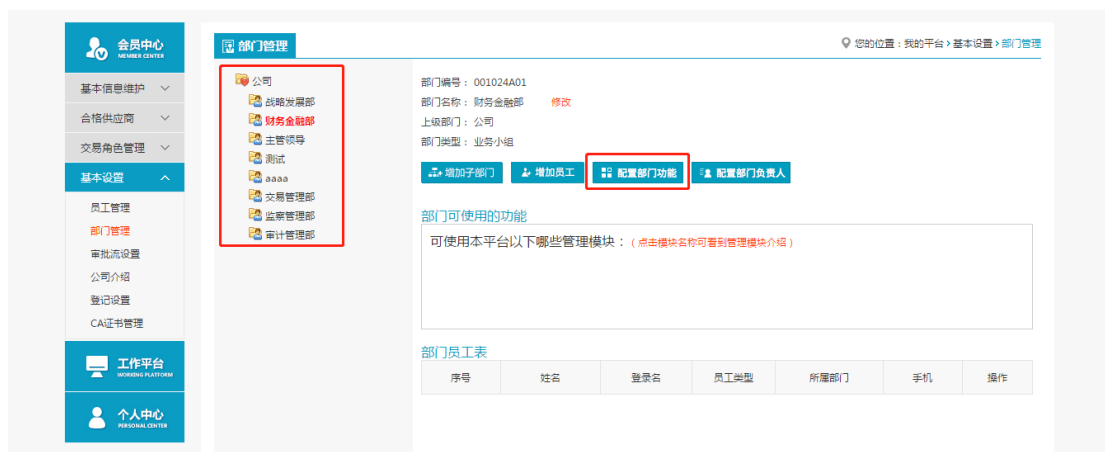 会员中心
MEMBER CENTER
基本信息维护
合格供应商
交易角色管理
基本设置
员工管理
部门管理
审批流设置
公司介绍
登记设置
CA证书管理
工作平台
WORKING PLATFORM
个人中心
PERSONAL CENTER
部门管理
您的位置：我的平台>基本设置>部门管理
公司
战略发展部
财务金融部
主管领导
测试
aaaa
交易管理部
监察管理部
审计管理部
部门编号： 001024A01
部门名称： 财务金融部 修改
上级部门： 公司
部门类型： 业务小组
增加子部门 增加员工 配置部门功能 配置部门负责人
部门可使用的功能
可使用本平台以下哪些管理模块：（点击模块名称可看到管理模块介绍）
部门员工表
序号 姓名 登录名 员工类型 所属部门 手机 操作